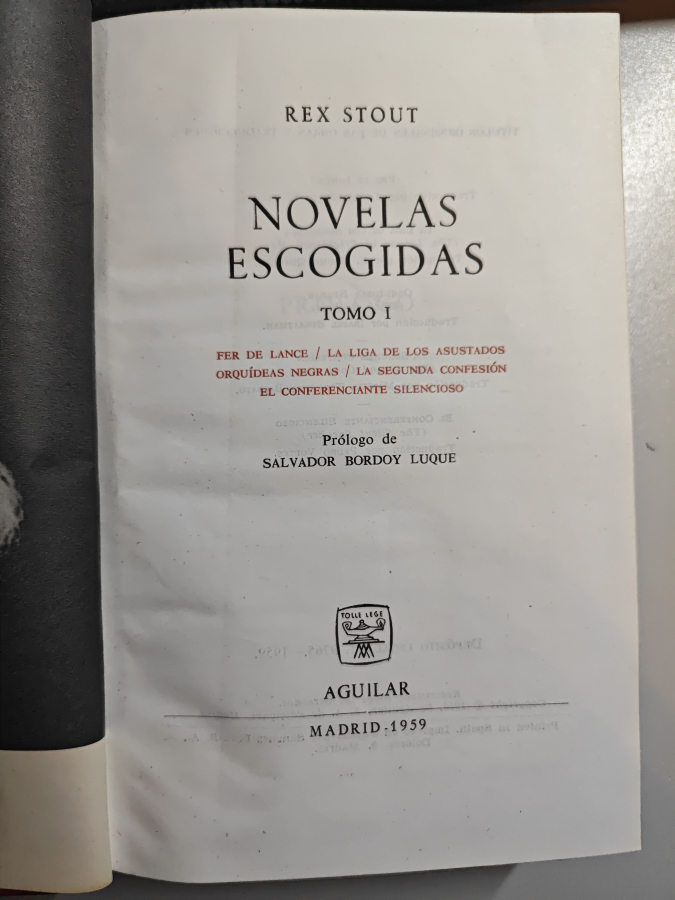 REX STOUT
NOVELAS
ESCOGIDAS
TOMO I
FER DE LANCE / LA LIGA DE LOS ASUSTADOS
ORQUÍDEAS NEGRAS / LA SEGUNDA CONFESIÓN
EL CONFERENCIANTE SILENCIOSO
Prólogo de
SALVADOR BORDOY LUQUE
TOLLE LEGE
AGUILAR
MADRID-1959